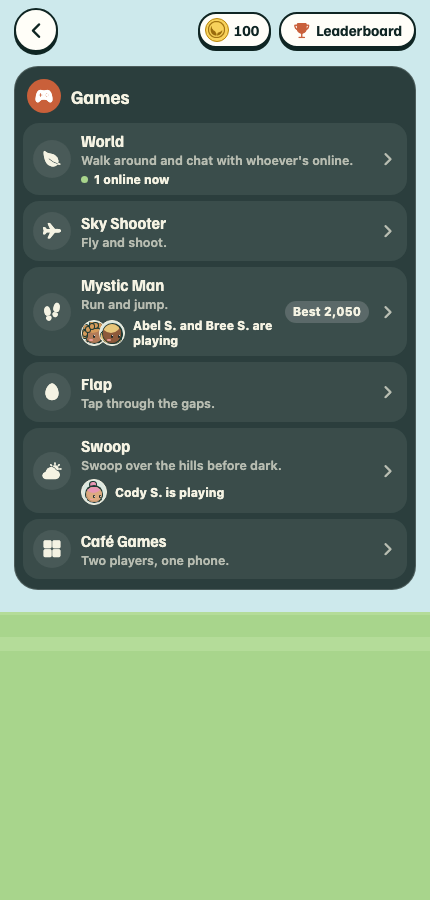 100
Leaderboard
Games
World
Walk around and chat with whoever's online.
1 online now
Sky Shooter
Fly and shoot.
Mystic Man
Run and jump.
Abel S. and Bree S. are
playing
Best 2,050
Flap
Tap through the gaps.
Swoop
Swoop over the hills before dark.
Cody S. is playing
Café Games
Two players, one phone.